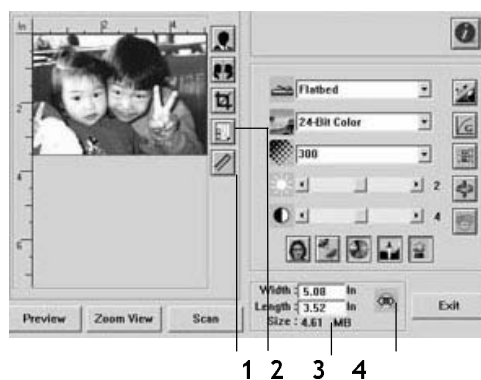 In
2
4
2
4
6
i
Flatbed
24-Bit Color
300
2
4
G
Width : 5.08 In
Length : 3.52 In
Size : 4.61 MB
Preview
Zoom View
Scan
Exit
1 2 3 4